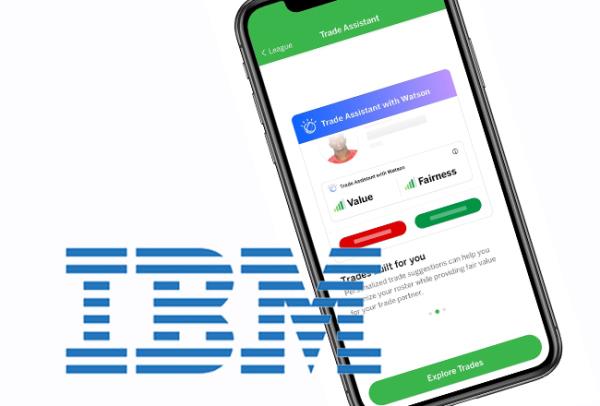 League
Trade Assistant
Trade Assistant with Watson
Trade Assistant with Watson
Value
Fairness
Trades built for you
Personalized trade suggestions can help you
your roster while providing fair value
for your trade partner.
Explore Trades
IBM